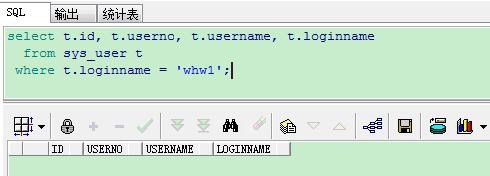 SQL 输出 统计表
select t.id, t.userno, t.username, t.loginname
from sys_user t
where t.loginname = 'whw1';
ID USERNO USERNAME LOGINNAME